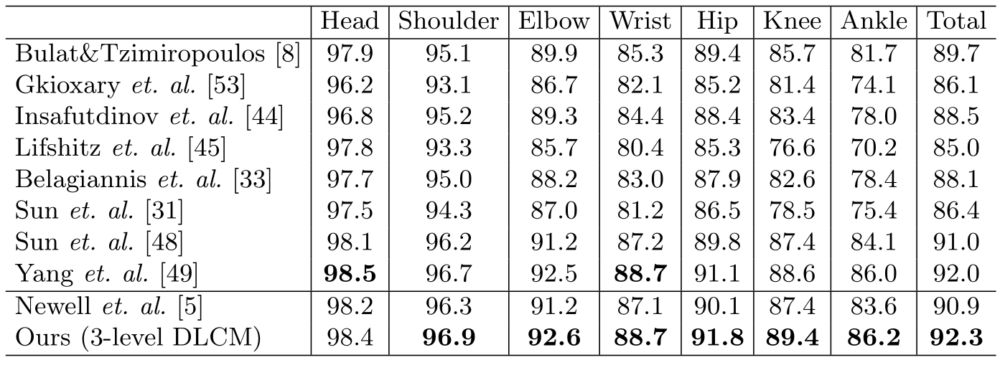 Head Shoulder Elbow Wrist Hip Knee Ankle Total
Bulat&Tzimiropoulos [8] 97.9 95.1 89.9 85.3 89.4 85.7 81.7 89.7
Gkioxary et. al. [53] 96.2 93.1 86.7 82.1 85.2 81.4 74.1 86.1
Insafutdinov et. al. [44] 96.8 95.2 89.3 84.4 88.4 83.4 78.0 88.5
Lifshitz et. al. [45] 97.8 93.3 85.7 80.4 85.3 76.6 70.2 85.0
Belagiannis et. al. [33] 97.7 95.0 88.2 83.0 87.9 82.6 78.4 88.1
Sun et. al. [31] 97.5 94.3 87.0 81.2 86.5 78.5 75.4 86.4
Sun et. al. [48] 98.1 96.2 91.2 87.2 89.8 87.4 84.1 91.0
Yang et. al. [49] 98.5 96.7 92.5 88.7 91.1 88.6 86.0 92.0
Newell et. al. [5] 98.2 96.3 91.2 87.1 90.1 87.4 83.6 90.9
Ours (3-level DLCM) 98.4 96.9 92.6 88.7 91.8 89.4 86.2 92.3